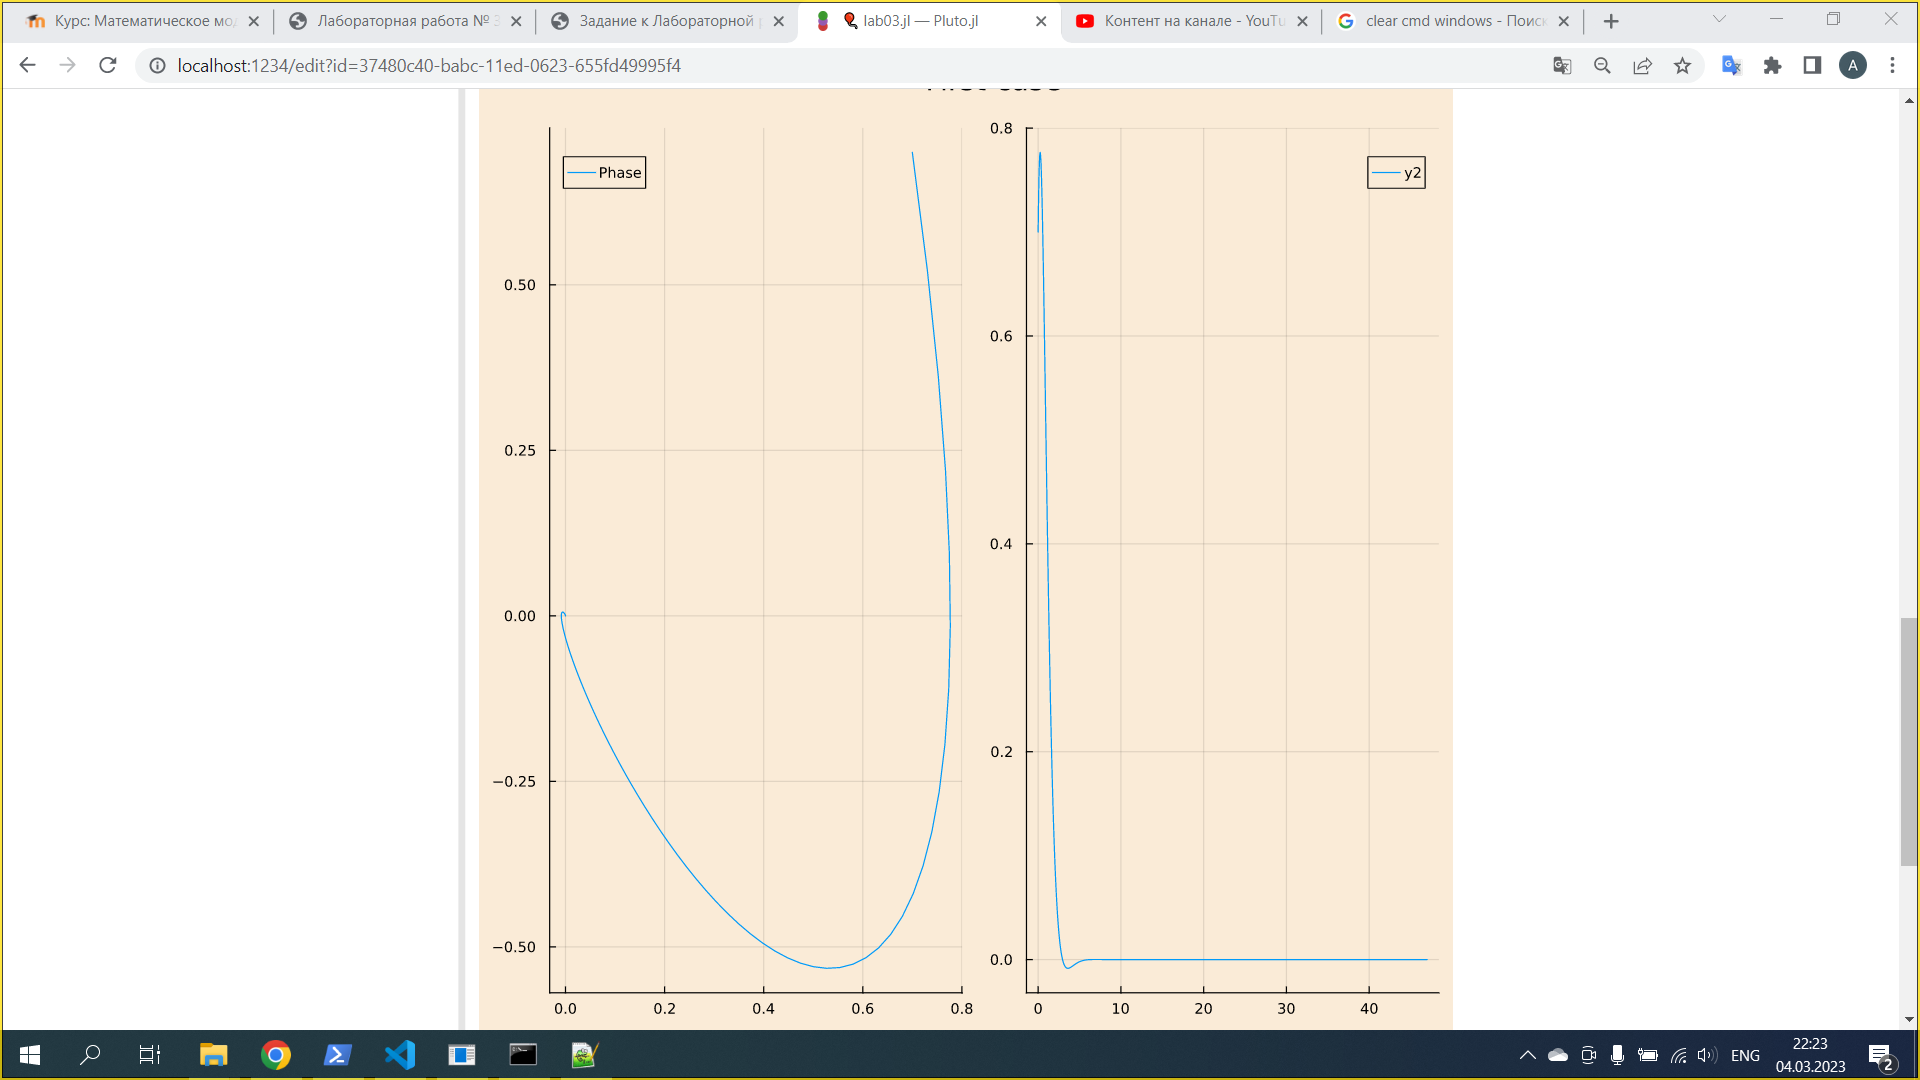 Курс: Математическое мо
Лабораторная работа № 3
Задание к Лабораторной р
lab03.jl — Pluto.jl
Контент на канале - YouTu
clear cmd windows - Поиск
localhost:1234/edit?id=37480c40-babc-11ed-0623-655fd49995f4
A
First case
Phase
0.50
0.25
0.00
−0.25
−0.50
0.0 0.2 0.4 0.6 0.8
y2
0.8
0.6
0.4
0.2
0.0
0 10 20 30 40
ENG
22:23
04.03.2023
2